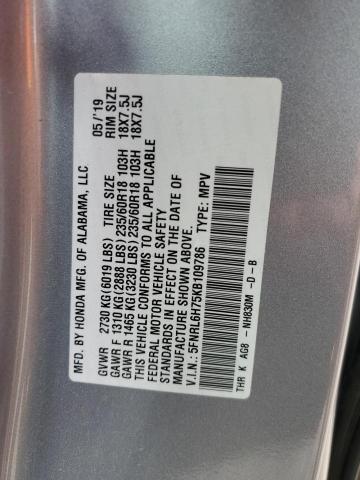 MFD. BY HONDA MFG. OF ALABAMA, LLC 05/'19
GVWR 2730 KG(6019 LBS) TIRE SIZE RIM SIZE
GAWR F 1310 KG(2888 LBS) 235/60R18 103H 18X7.5J
GAWR R 1465 KG(3230 LBS) 235/60R18 103H 18X7.5J
THIS VEHICLE CONFORMS TO ALL APPLICABLE
FEDERAL MOTOR VEHICLE SAFETY
STANDARDS IN EFFECT ON THE DATE OF
MANUFACTURE SHOWN ABOVE.
V.I.N.: 5FNRL6H75KB109786 TYPE: MPV
THR K AG8 - NH830M -D-B